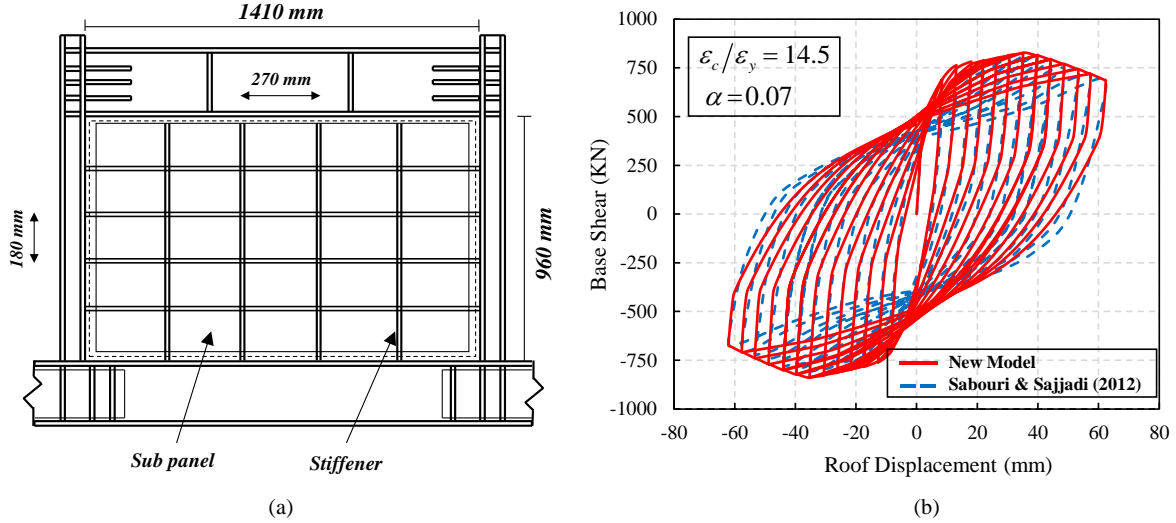 1410 mm
270 mm
180 mm
960 mm
Sub panel
Stiffener
(a)
1000
750
500
250
0
-250
-500
-750
-1000
Base Shear (KN)
εc/εy = 14.5
α = 0.07
New Model
Sabouri & Sajjadi (2012)
-80
-60
-40
-20
0
20
40
60
80
Roof Displacement (mm)
(b)